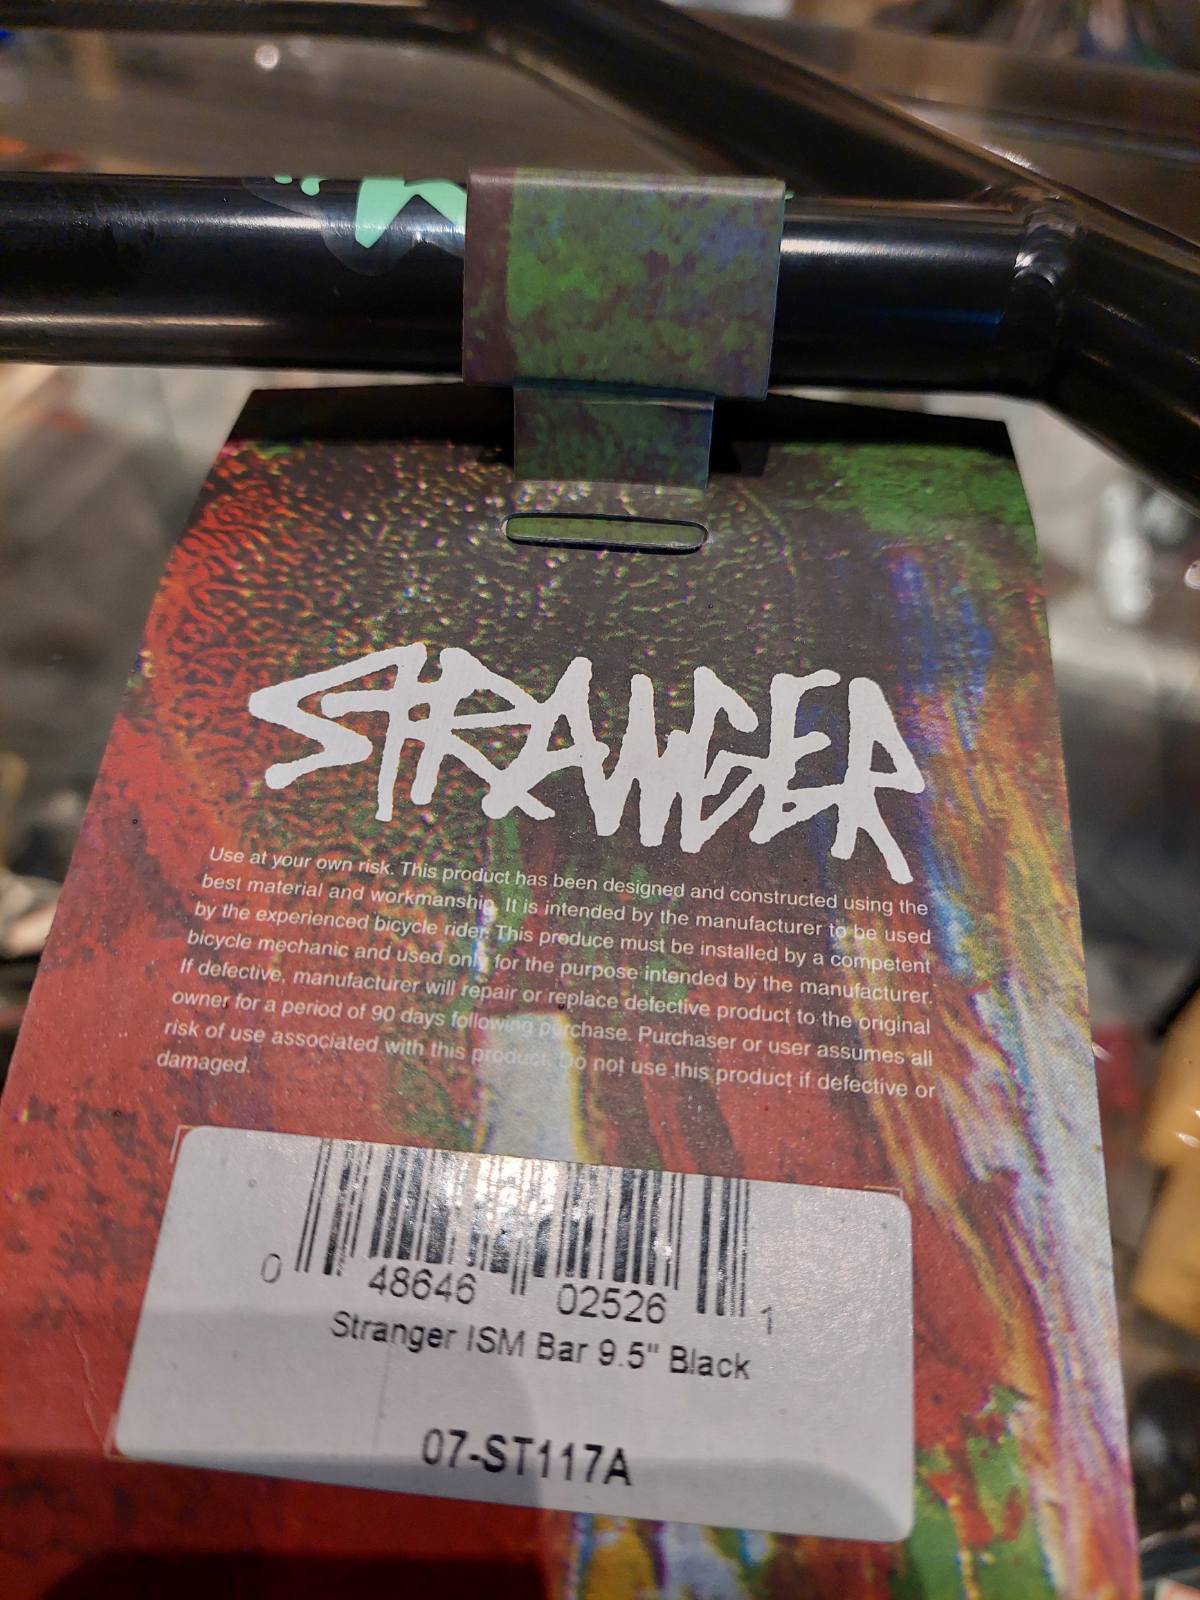 STRANGER
Use at your own risk. This product has been designed and constructed using the
best material and workmanship. It is intended by the manufacturer to be used
by the experienced bicycle rider. This produce must be installed by a competent
bicycle mechanic and used only for the purpose intended by the manufacturer.
If defective, manufacturer will repair or replace defective product to the original
owner for a period of 90 days following purchase. Purchaser or user assumes all
risk of use associated with this product. Do not use this product if defective or
damaged.
0 48646 02526 1
Stranger ISM Bar 9.5" Black
07-ST117A